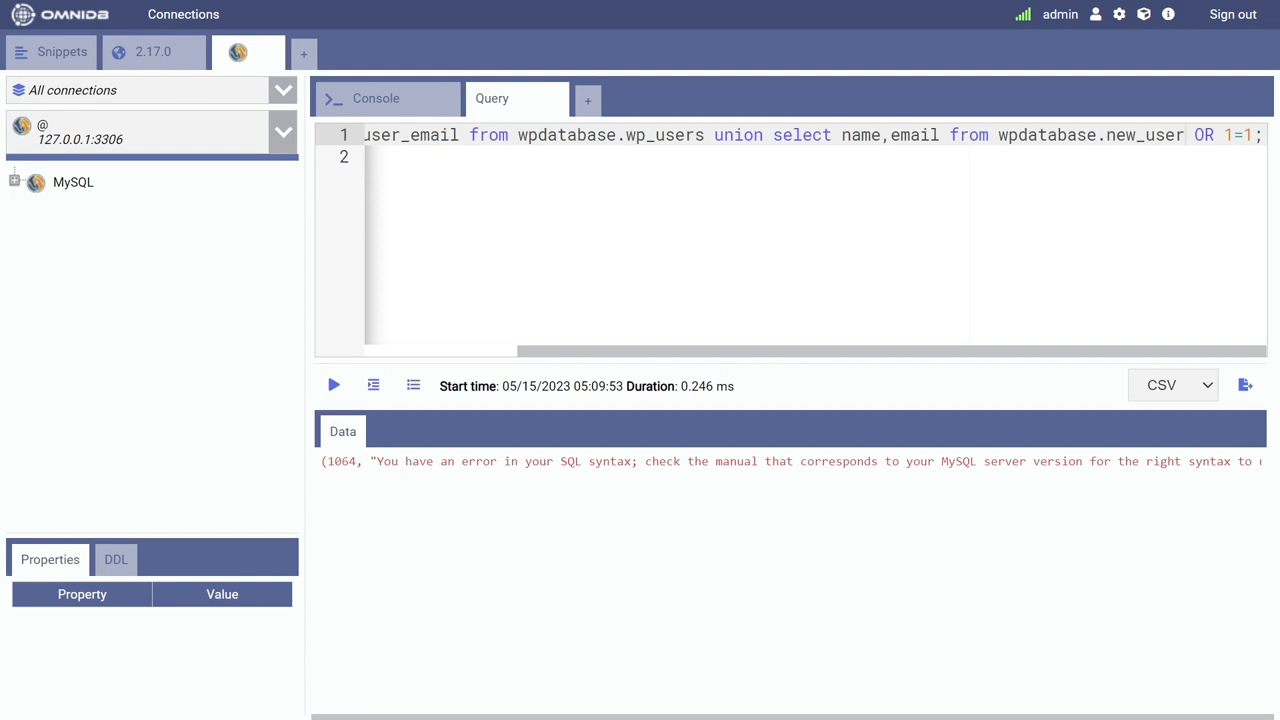 OMNIDB Connections admin Sign out
Snippets 2.17.0 +
All connections
@
127.0.0.1:3306
MySQL
Console Query +
1 user_email from wpdatabase.wp_users union select name,email from wpdatabase.new_user OR 1=1;
2
Start time: 05/15/2023 05:09:53 Duration: 0.246 ms CSV
Data
(1064, "You have an error in your SQL syntax; check the manual that corresponds to your MySQL server version for the right syntax to
Properties DDL
Property Value